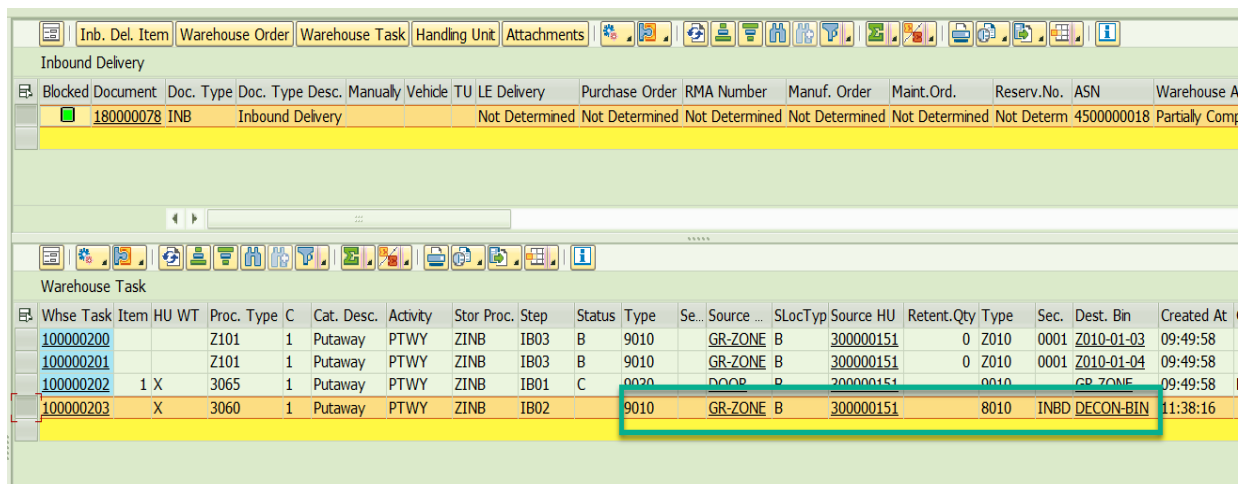 Inb. Del. Item Warehouse Order Warehouse Task Handling Unit Attachments
Inbound Delivery
Blocked Document Doc. Type Doc. Type Desc. Manually Vehicle TU LE Delivery Purchase Order RMA Number Manuf. Order Maint.Ord. Reserv.No. ASN Warehouse A
180000078 INB Inbound Delivery Not Determined Not Determined Not Determined Not Determined Not Determined Not Determ 4500000018 Partially Comp
Warehouse Task
Whse Task Item HU WT Proc. Type C Cat. Desc. Activity Stor Proc. Step Status Type Se... Source ... SLocTyp Source HU Retent.Qty Type Sec. Dest. Bin Created At
100000200 Z101 1 Putaway PTWY ZINB IB03 B 9010 GR-ZONE B 300000151 0 Z010 0001 Z010-01-03 09:49:58
100000201 Z101 1 Putaway PTWY ZINB IB03 B 9010 GR-ZONE B 300000151 0 Z010 0001 Z010-01-04 09:49:58
100000202 1 X 3065 1 Putaway PTWY ZINB IB01 C 9030 DOOR B 300000151 9010 GR-ZONE 09:49:58
100000203 X 3060 1 Putaway PTWY ZINB IB02 9010 GR-ZONE B 300000151 8010 INBD DECON-BIN 11:38:16